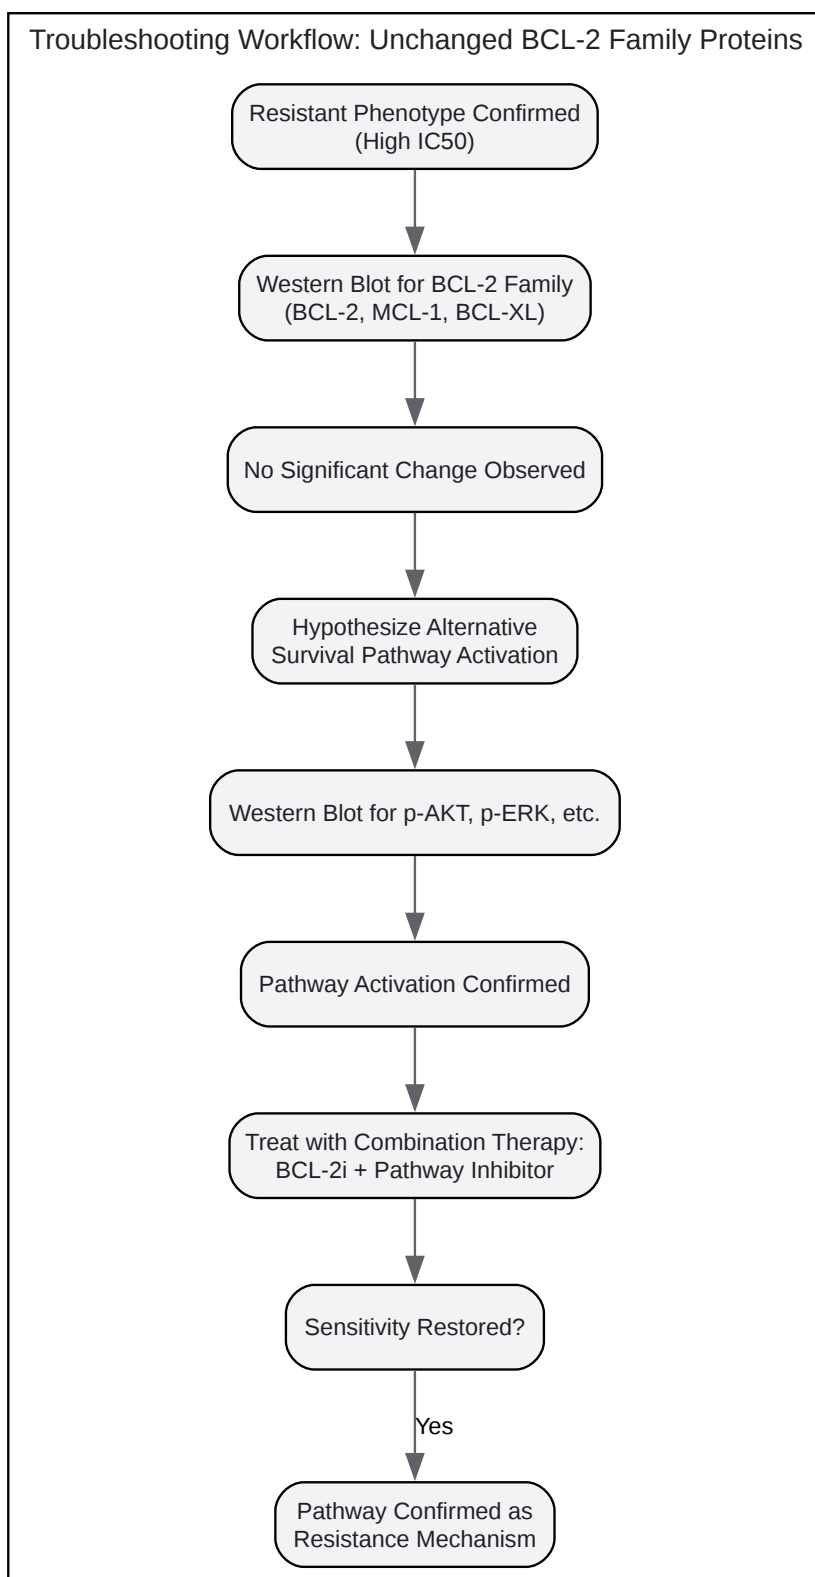 Troubleshooting Workflow: Unchanged BCL-2 Family Proteins
Resistant Phenotype Confirmed
(High IC50)
Western Blot for BCL-2 Family
(BCL-2, MCL-1, BCL-XL)
No Significant Change Observed
Hypothesize Alternative
Survival Pathway Activation
Western Blot for p-AKT, p-ERK, etc.
Pathway Activation Confirmed
Treat with Combination Therapy:
BCL-2i + Pathway Inhibitor
Sensitivity Restored?
Yes
Pathway Confirmed as
Resistance Mechanism